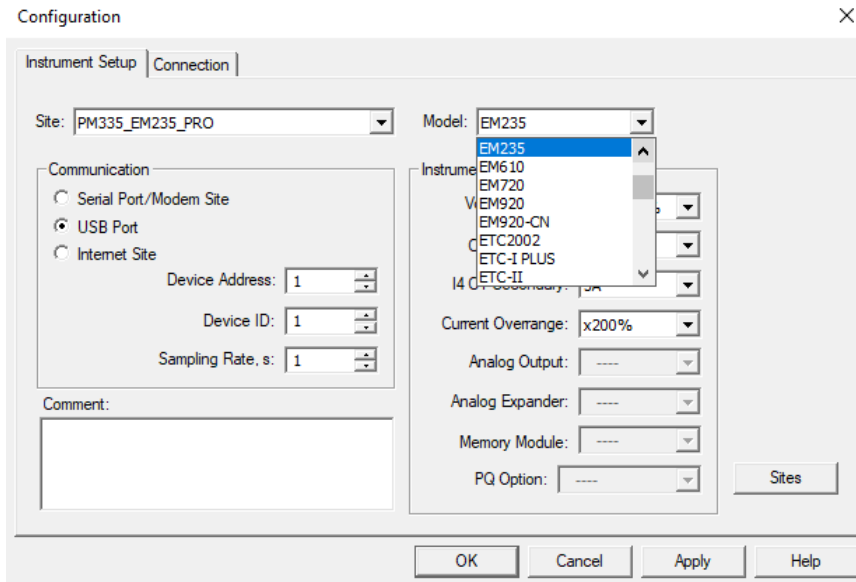 Configuration
Instrument Setup
Connection
Site: PM335_EM235_PRO
Model: EM235
EM235
EM610
EM720
EM920
EM920-CN
ETC2002
ETC-I PLUS
ETC-II
Communication
Serial Port/Modem Site
USB Port
Internet Site
Device Address: 1
Device ID: 1
Sampling Rate, s: 1
Comment:
Current Overrange: x200%
Analog Output: ----
Analog Expander: ----
Memory Module: ----
PQ Option: ----
Sites
OK
Cancel
Apply
Help